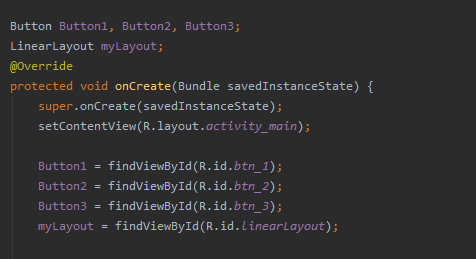 Button Button1, Button2, Button3;
LinearLayout myLayout;
@Override
protected void onCreate(Bundle savedInstanceState) {
super.onCreate(savedInstanceState);
setContentView(R.layout.activity_main);
Button1 = findViewById(R.id.btn_1);
Button2 = findViewById(R.id.btn_2);
Button3 = findViewById(R.id.btn_3);
myLayout = findViewById(R.id.linearLayout);